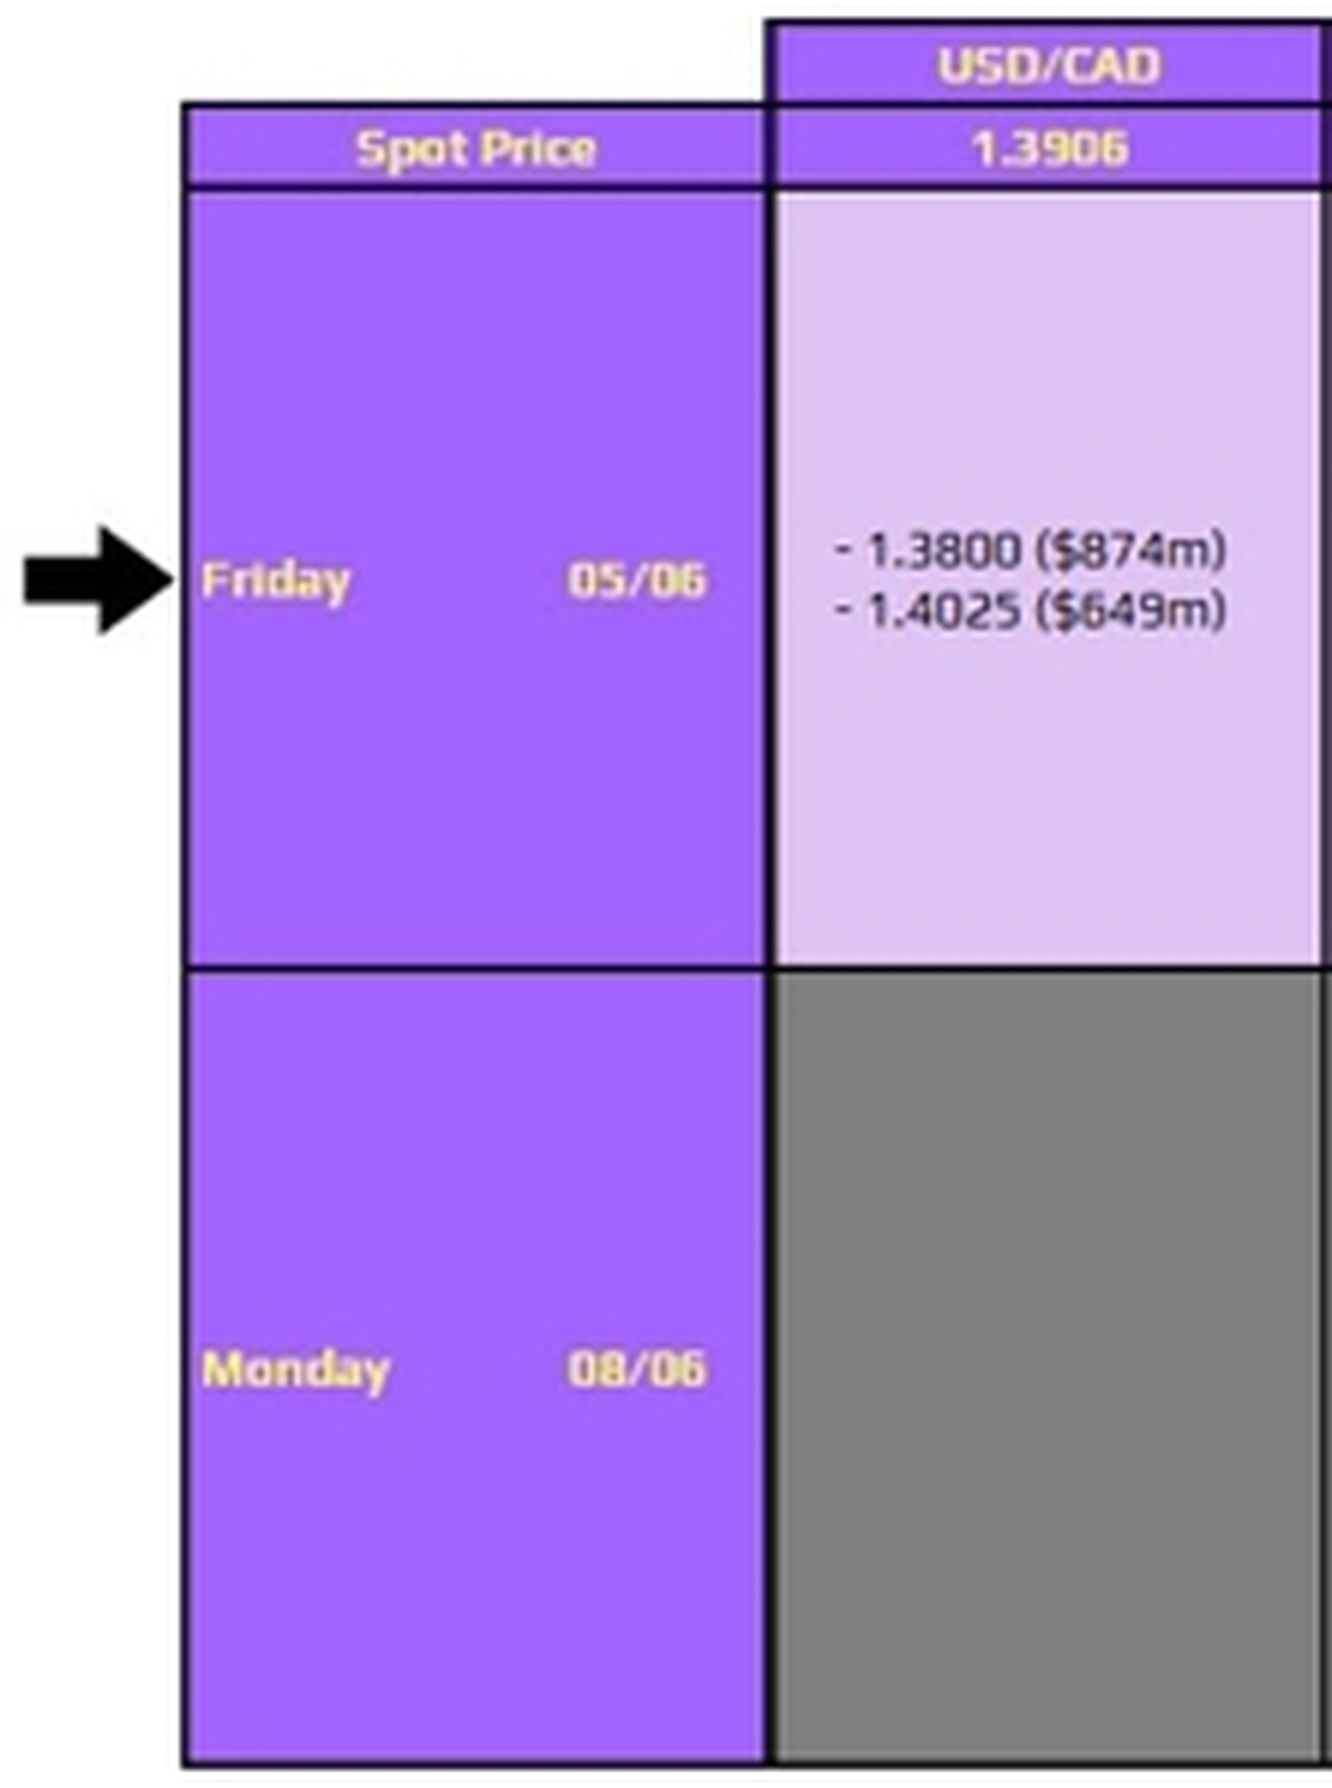 USD/CAD
Spot Price 1.3906
Friday 05/06
- 1.3800 ($874m)
- 1.4025 ($649m)
Monday 08/06